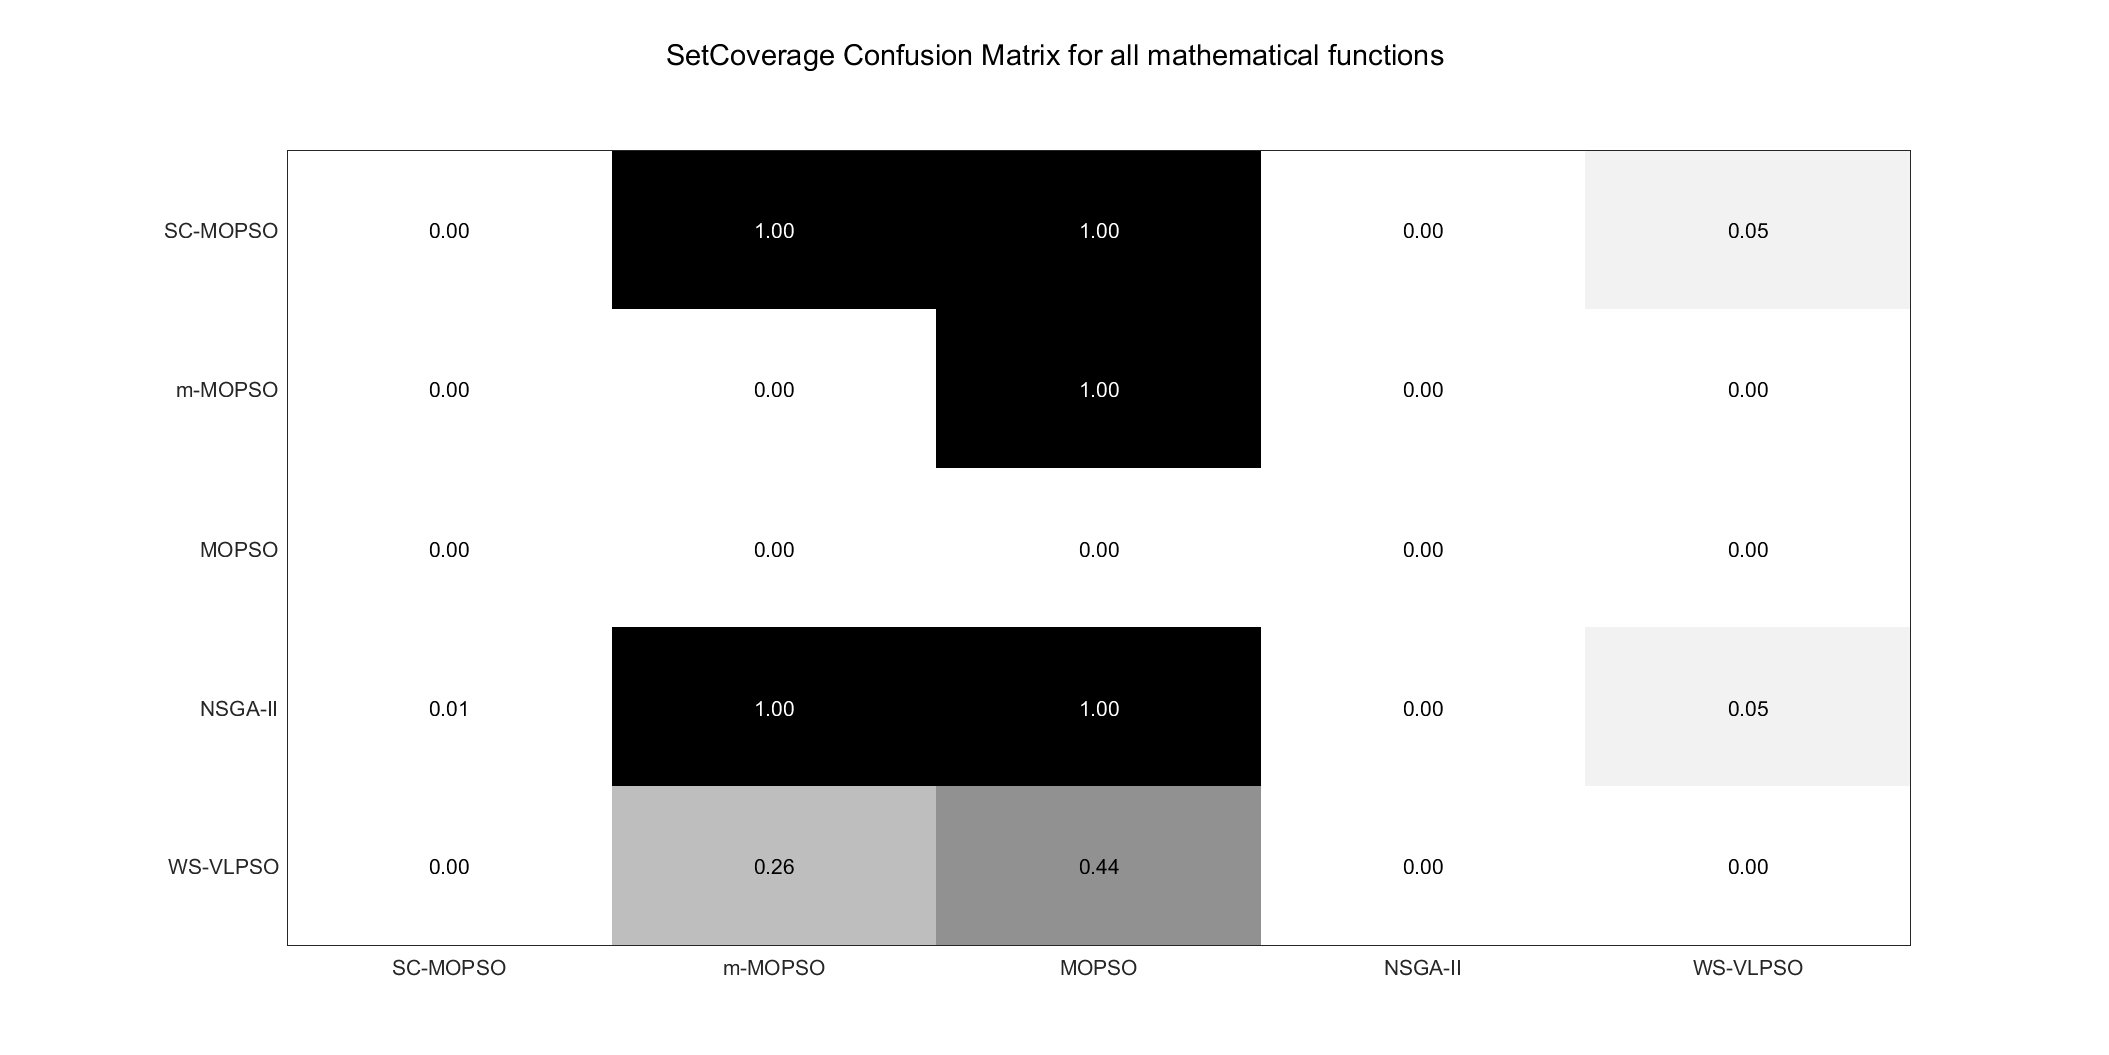 SetCoverage Confusion Matrix for all mathematical functions
SC-MOPSO 0.00 1.00 1.00 0.00 0.05
m-MOPSO 0.00 0.00 1.00 0.00 0.00
MOPSO 0.00 0.00 0.00 0.00 0.00
NSGA-II 0.01 1.00 1.00 0.00 0.05
WS-VLPSO 0.00 0.26 0.44 0.00 0.00
SC-MOPSO m-MOPSO MOPSO NSGA-II WS-VLPSO